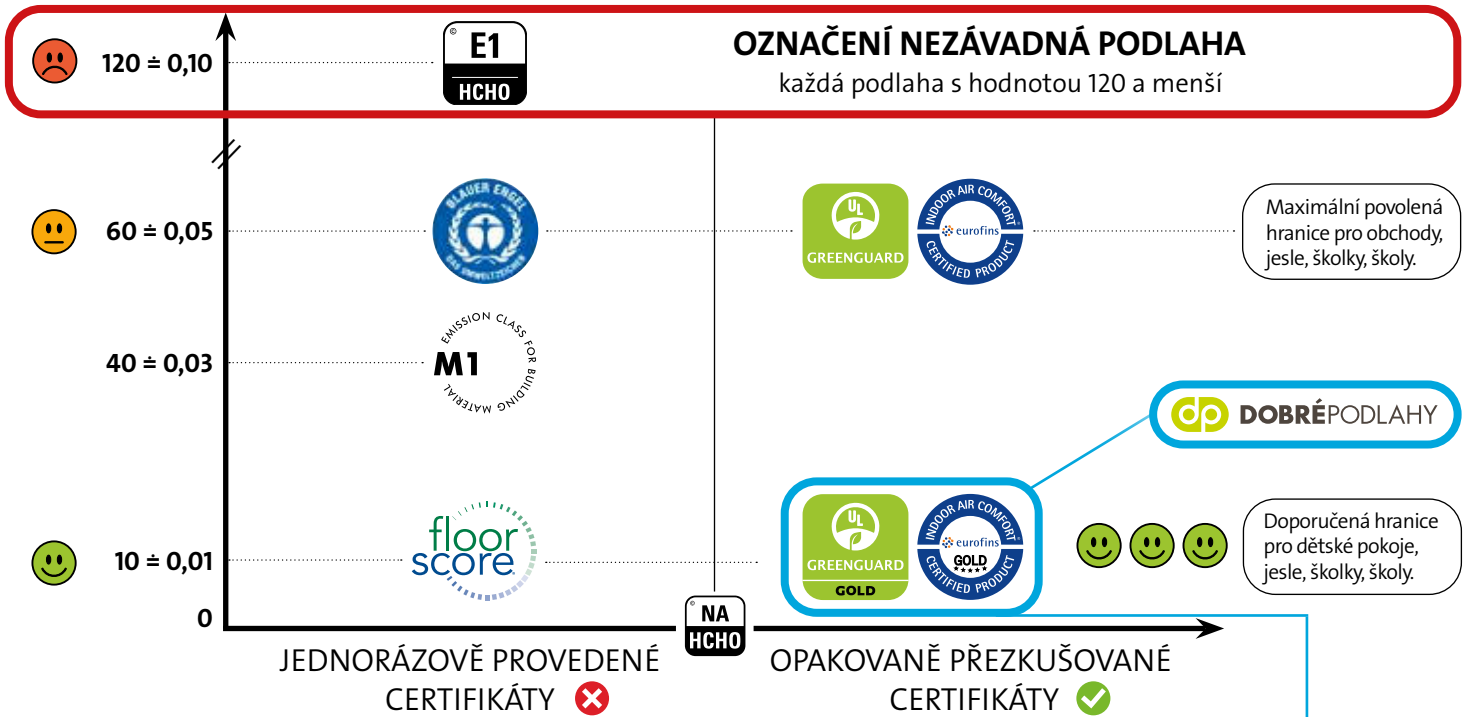 120 ≐ 0,10
© E1
HCHO
OZNAČENÍ NEZÁVADNÁ PODLAHA
každá podlaha s hodnotou 120 a menší
60 ≐ 0,05
BLAUER ENGEL
DAS UMWELTZEICHEN
UL
GREENGUARD
INDOOR AIR COMFORT
eurofins
CERTIFIED PRODUCT
Maximální povolená
hranice pro obchody,
jesle, školky, školy.
40 ≐ 0,03
EMISSION CLASS FOR BUILDING MATERIAL
M1
dp DOBRÉPODLAHY
10 ≐ 0,01
floor
score
UL
GREENGUARD
GOLD
INDOOR AIR COMFORT
eurofins
GOLD
CERTIFIED PRODUCT
Doporučená hranice
pro dětské pokoje,
jesle, školky, školy.
0
© NA
HCHO
JEDNORÁZOVĚ PROVEDENÉ
CERTIFIKÁTY
OPAKOVANĚ PŘEZKUŠOVANÉ
CERTIFIKÁTY